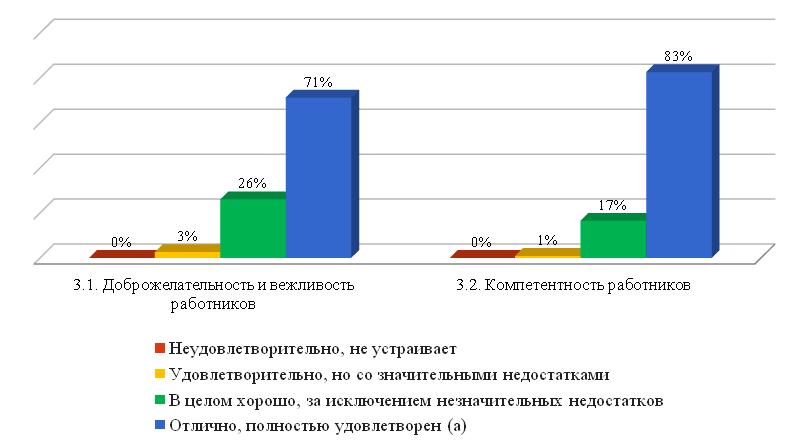 83%
71%
26%
17%
0%
3%
0%
1%
3.1. Доброжелательность и вежливость
работников
3.2. Компетентность работников
Неудовлетворительно, не устраивает
Удовлетворительно, но со значительными недостатками
В целом хорошо, за исключением незначительных недостатков
Отлично, полностью удовлетворен (а)